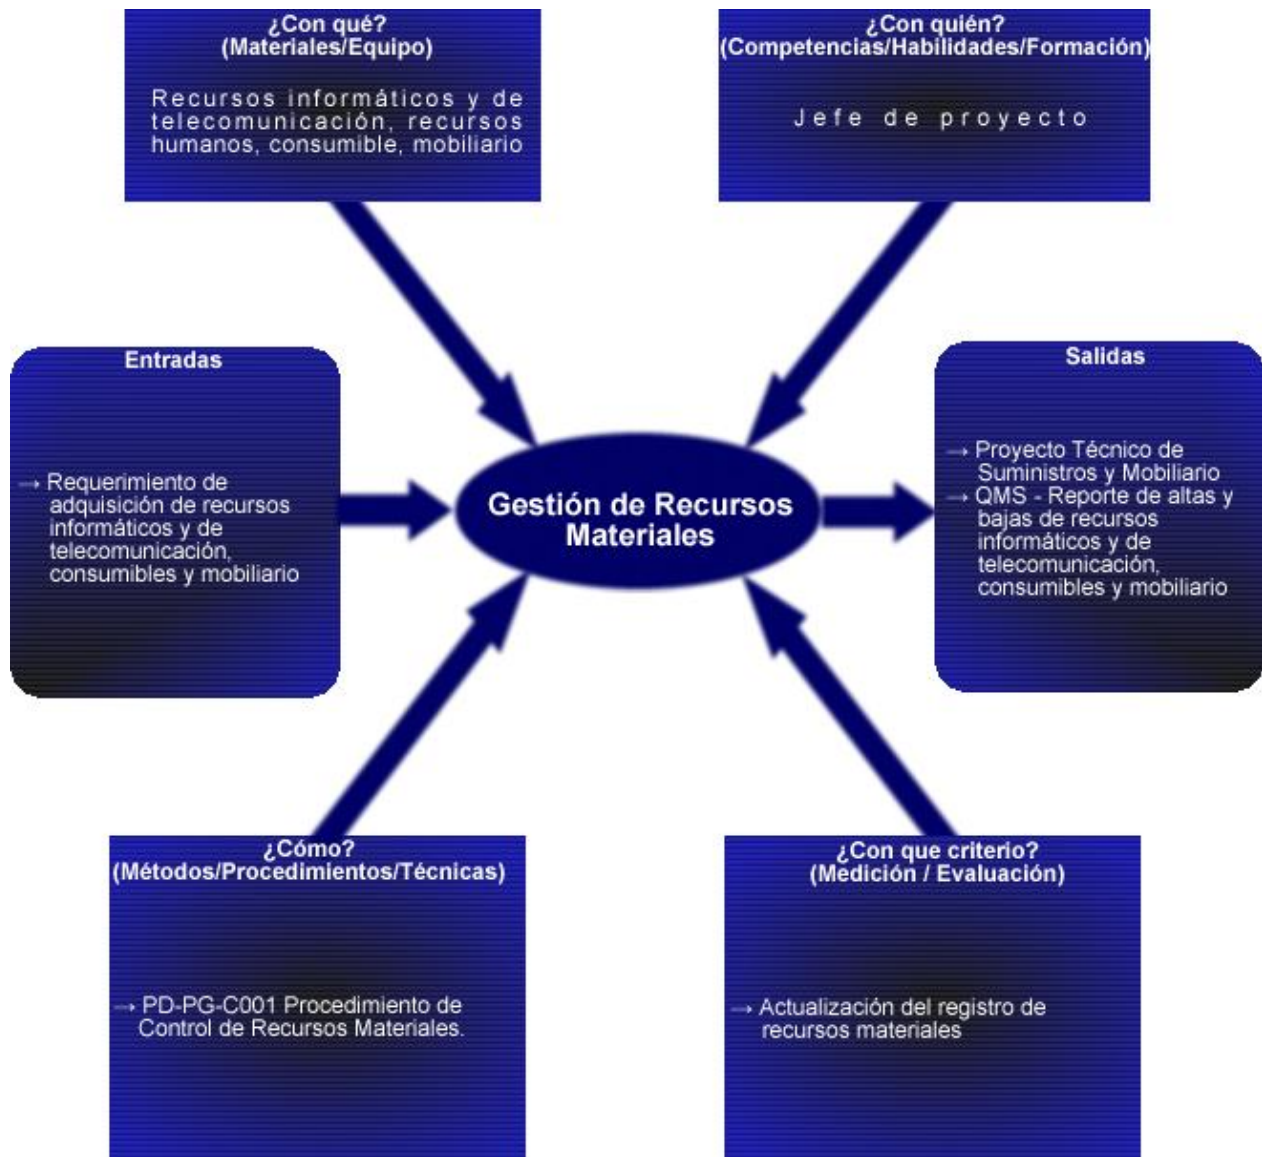 ¿Con qué?
(Materiales/Equipo)
Recursos informáticos y de
telecomunicación, recursos
humanos, consumible, mobiliario
¿Con quién?
(Competencias/Habilidades/Formación)
Jefe de proyecto
Entradas
→ Requerimiento de
adquisición de recursos
informáticos y de
telecomunicación,
consumibles y mobiliario
Gestión de Recursos
Materiales
Salidas
→ Proyecto Técnico de
Suministros y Mobiliario
→ QMS - Reporte de altas y
bajas de recursos
informáticos y de
telecomunicación,
consumibles y mobiliario
¿Cómo?
(Métodos/Procedimientos/Técnicas)
→ PD-PG-C001 Procedimiento de
Control de Recursos Materiales.
¿Con que criterio?
(Medición / Evaluación)
→ Actualización del registro de
recursos materiales